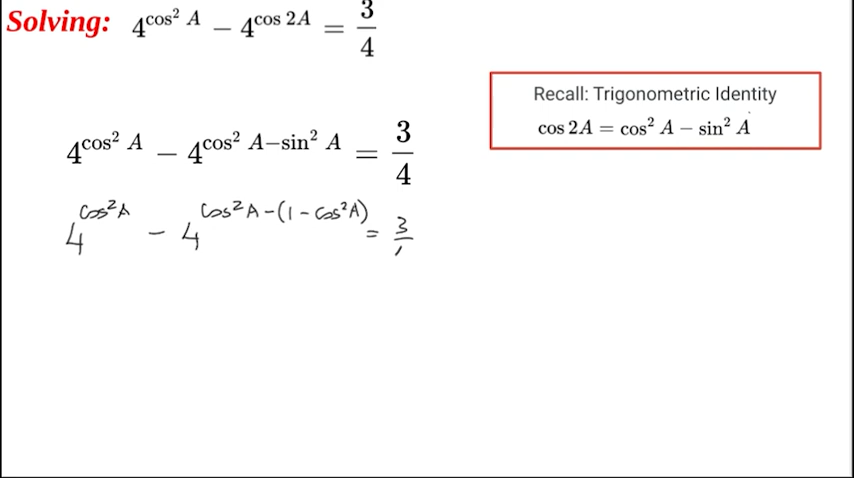 Solving: 4^{cos² A} − 4^{cos 2A} = 3/4
Recall: Trigonometric Identity
cos 2A = cos² A − sin² A
4^{cos² A} − 4^{cos² A−sin² A} = 3/4
4^{cos²A} − 4^{cos²A−(1−cos²A)} = 3/